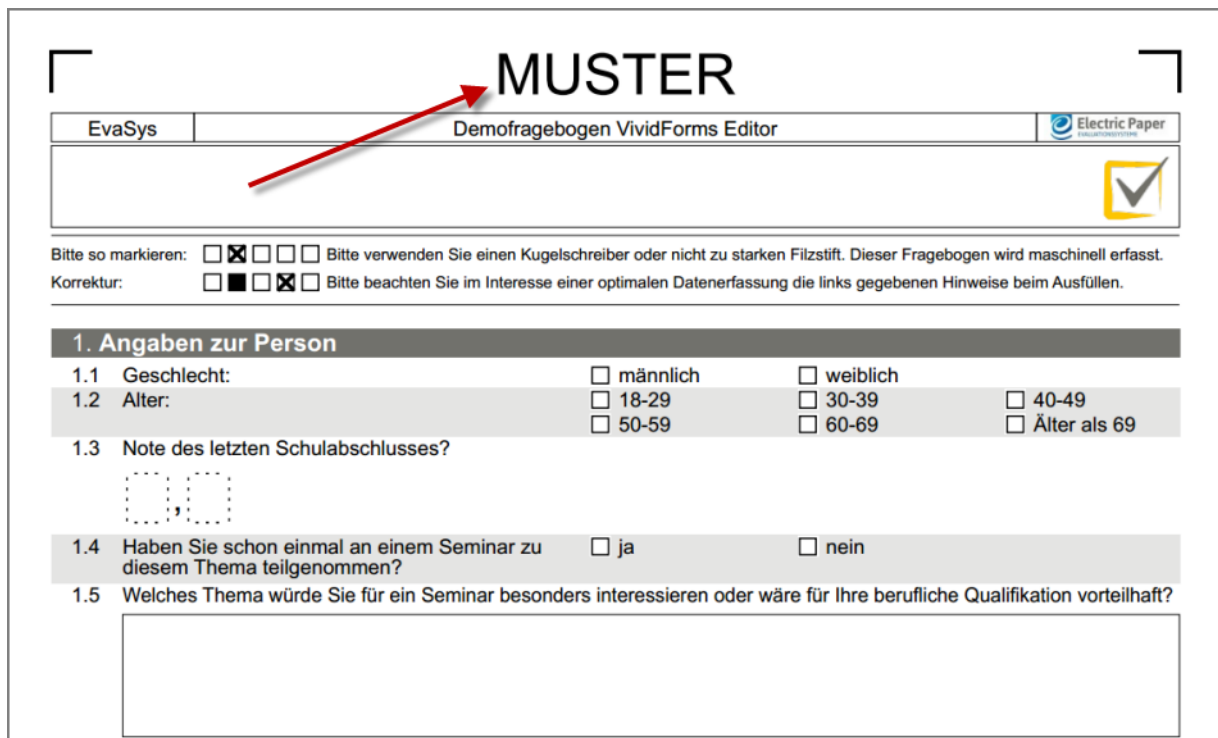 MUSTER
EvaSys Demofragebogen VividForms Editor Electric Paper
EVALUATIONSSYSTEME
Bitte so markieren: Bitte verwenden Sie einen Kugelschreiber oder nicht zu starken Filzstift. Dieser Fragebogen wird maschinell erfasst.
Korrektur: Bitte beachten Sie im Interesse einer optimalen Datenerfassung die links gegebenen Hinweise beim Ausfüllen.
1. Angaben zur Person
1.1 Geschlecht: männlich weiblich
1.2 Alter: 18-29 30-39 40-49
50-59 60-69 Älter als 69
1.3 Note des letzten Schulabschlusses?
,
1.4 Haben Sie schon einmal an einem Seminar zu ja nein
diesem Thema teilgenommen?
1.5 Welches Thema würde Sie für ein Seminar besonders interessieren oder wäre für Ihre berufliche Qualifikation vorteilhaft?